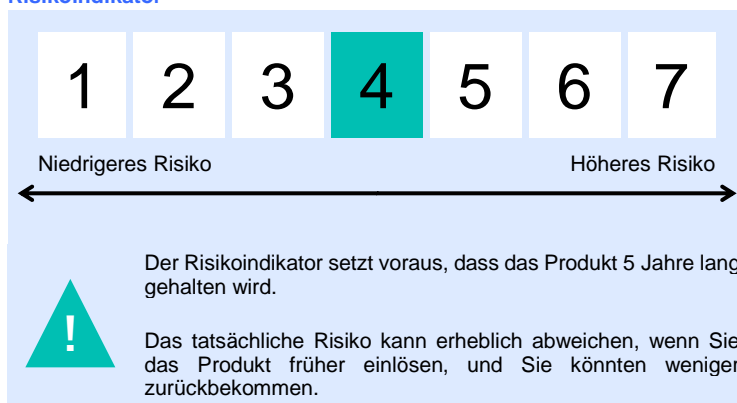 Risikoindikator
1 2 3 4 5 6 7
Niedrigeres Risiko Höheres Risiko
Der Risikoindikator setzt voraus, dass das Produkt 5 Jahre lang
gehalten wird.
!
Das tatsächliche Risiko kann erheblich abweichen, wenn Sie
das Produkt früher einlösen, und Sie könnten weniger
zurückbekommen.